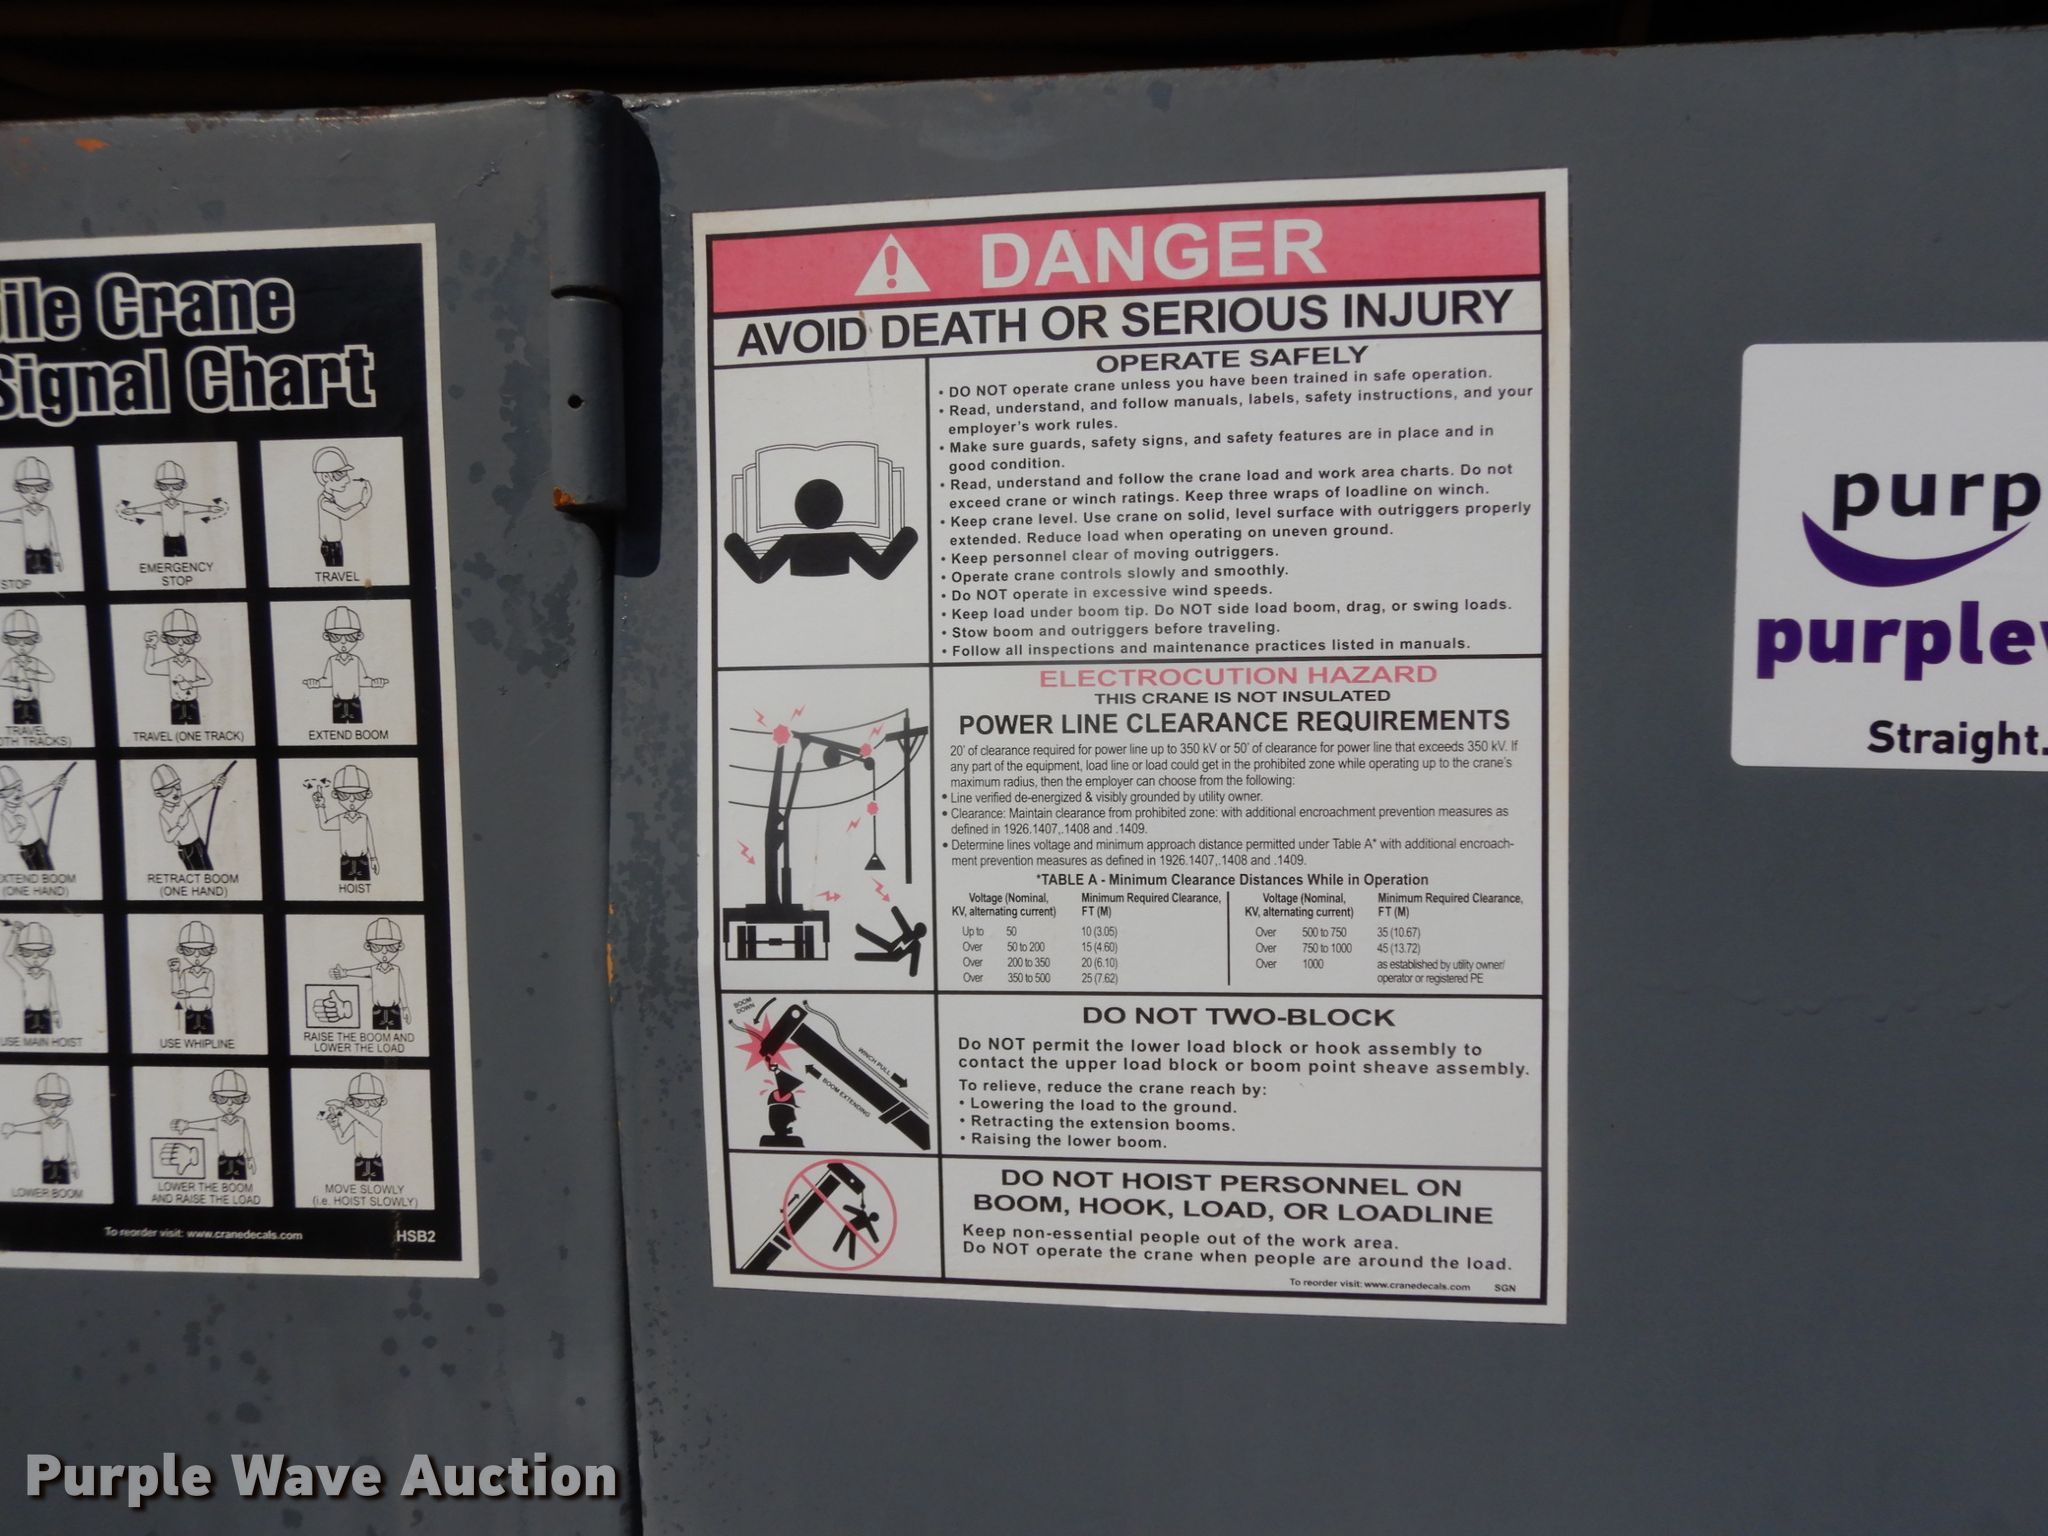 ile Crane
Signal Chart
STOP
EMERGENCY
STOP
TRAVEL
TRAVEL
TH TRACKS)
TRAVEL (ONE TRACK)
EXTEND BOOM
XTEND BOOM
(ONE HAND)
RETRACT BOOM
(ONE HAND)
HOIST
USE MAIN HOIST
USE WHIPLINE
RAISE THE BOOM AND
LOWER THE LOAD
LOWER BOOM
LOWER THE BOOM
AND RAISE THE LOAD
MOVE SLOWLY
(i.e. HOIST SLOWLY)
To reorder visit: www.cranedecals.com
HSB2
DANGER
AVOID DEATH OR SERIOUS INJURY
OPERATE SAFELY
• DO NOT operate crane unless you have been trained in safe operation.
• Read, understand, and follow manuals, labels, safety instructions, and your
employer's work rules.
• Make sure guards, safety signs, and safety features are in place and in
good condition.
• Read, understand and follow the crane load and work area charts. Do not
exceed crane or winch ratings. Keep three wraps of loadline on winch.
• Keep crane level. Use crane on solid, level surface with outriggers properly
extended. Reduce load when operating on uneven ground.
• Keep personnel clear of moving outriggers.
• Operate crane controls slowly and smoothly.
• Do NOT operate in excessive wind speeds.
• Keep load under boom tip. Do NOT side load boom, drag, or swing loads.
• Stow boom and outriggers before traveling.
• Follow all inspections and maintenance practices listed in manuals.
ELECTROCUTION HAZARD
THIS CRANE IS NOT INSULATED
POWER LINE CLEARANCE REQUIREMENTS
20' of clearance required for power line up to 350 kV or 50' of clearance for power line that exceeds 350 kV. If
any part of the equipment, load line or load could get in the prohibited zone while operating up to the crane's
maximum radius, then the employer can choose from the following:
• Line verified de-energized & visibly grounded by utility owner.
• Clearance: Maintain clearance from prohibited zone: with additional encroachment prevention measures as
defined in 1926.1407,.1408 and .1409.
• Determine lines voltage and minimum approach distance permitted under Table A* with additional encroach-
ment prevention measures as defined in 1926.1407,.1408 and .1409.
*TABLE A - Minimum Clearance Distances While in Operation
Voltage (Nominal, Minimum Required Clearance, Voltage (Nominal, Minimum Required Clearance,
KV, alternating current) FT (M) KV, alternating current) FT (M)
Up to 50 10 (3.05) Over 500 to 750 35 (10.67)
Over 50 to 200 15 (4.60) Over 750 to 1000 45 (13.72)
Over 200 to 350 20 (6.10) Over 1000 as established by utility owner/
Over 350 to 500 25 (7.62) operator or registered PE
BOOM
DOWN
WINCH PULL
BOOM EXTENDING
DO NOT TWO-BLOCK
Do NOT permit the lower load block or hook assembly to
contact the upper load block or boom point sheave assembly.
To relieve, reduce the crane reach by:
• Lowering the load to the ground.
• Retracting the extension booms.
• Raising the lower boom.
DO NOT HOIST PERSONNEL ON
BOOM, HOOK, LOAD, OR LOADLINE
Keep non-essential people out of the work area.
Do NOT operate the crane when people are around the load.
To reorder visit: www.cranedecals.com SGN
purp
purplew
Straight.
Purple Wave Auction